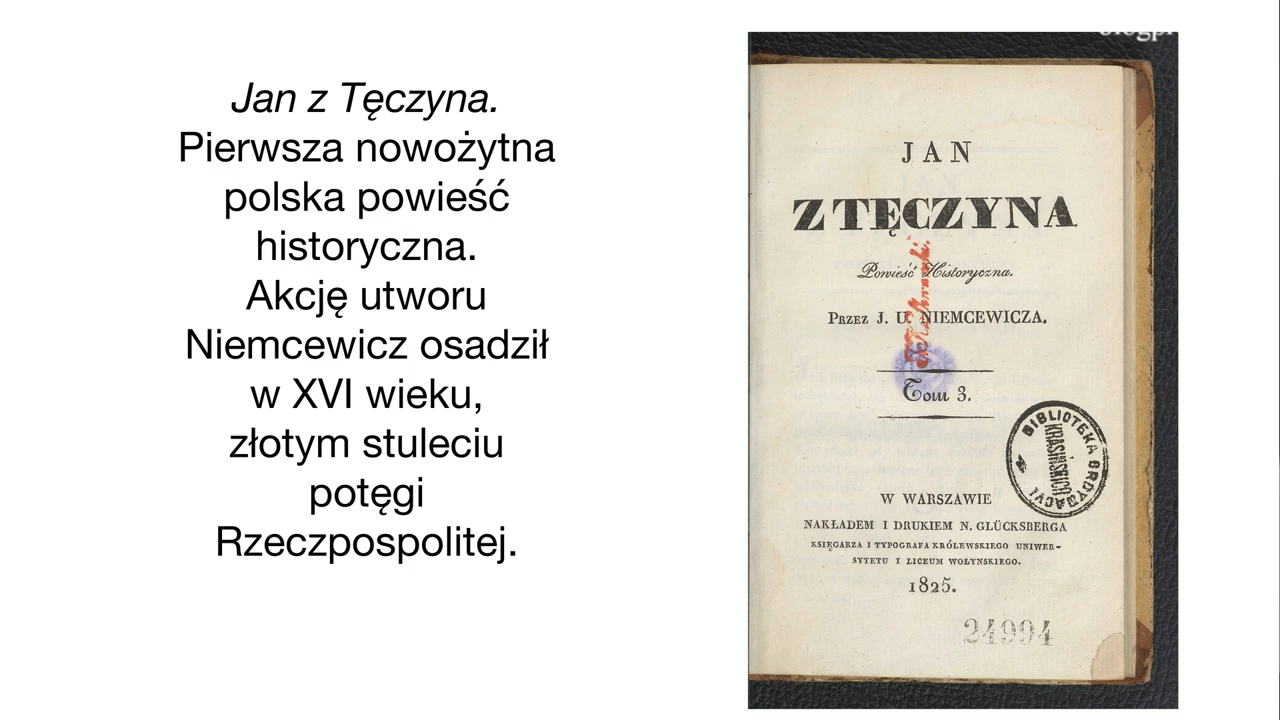 Jan z Tęczyna.
Pierwsza nowożytna
polska powieść
historyczna.
Akcję utworu
Niemcewicz osadził
w XVI wieku,
złotym stuleciu
potęgi
Rzeczpospolitej.
JAN
Z TĘCZYNA
Powieść Historyczna.
PRZEZ J. U. NIEMCEWICZA.
Tom 3.
BIBLIOTEKA ORDYNACYI
KRASIŃSKICH
W WARSZAWIE
NAKŁADEM I DRUKIEM N. GLÜCKSBERGA
KSIĘGARZA I TYPOGRAFA KRÓLEWSKIEGO UNIWER-
SYTETU I LICEUM WOŁYNSKIEGO.
1825.
24994